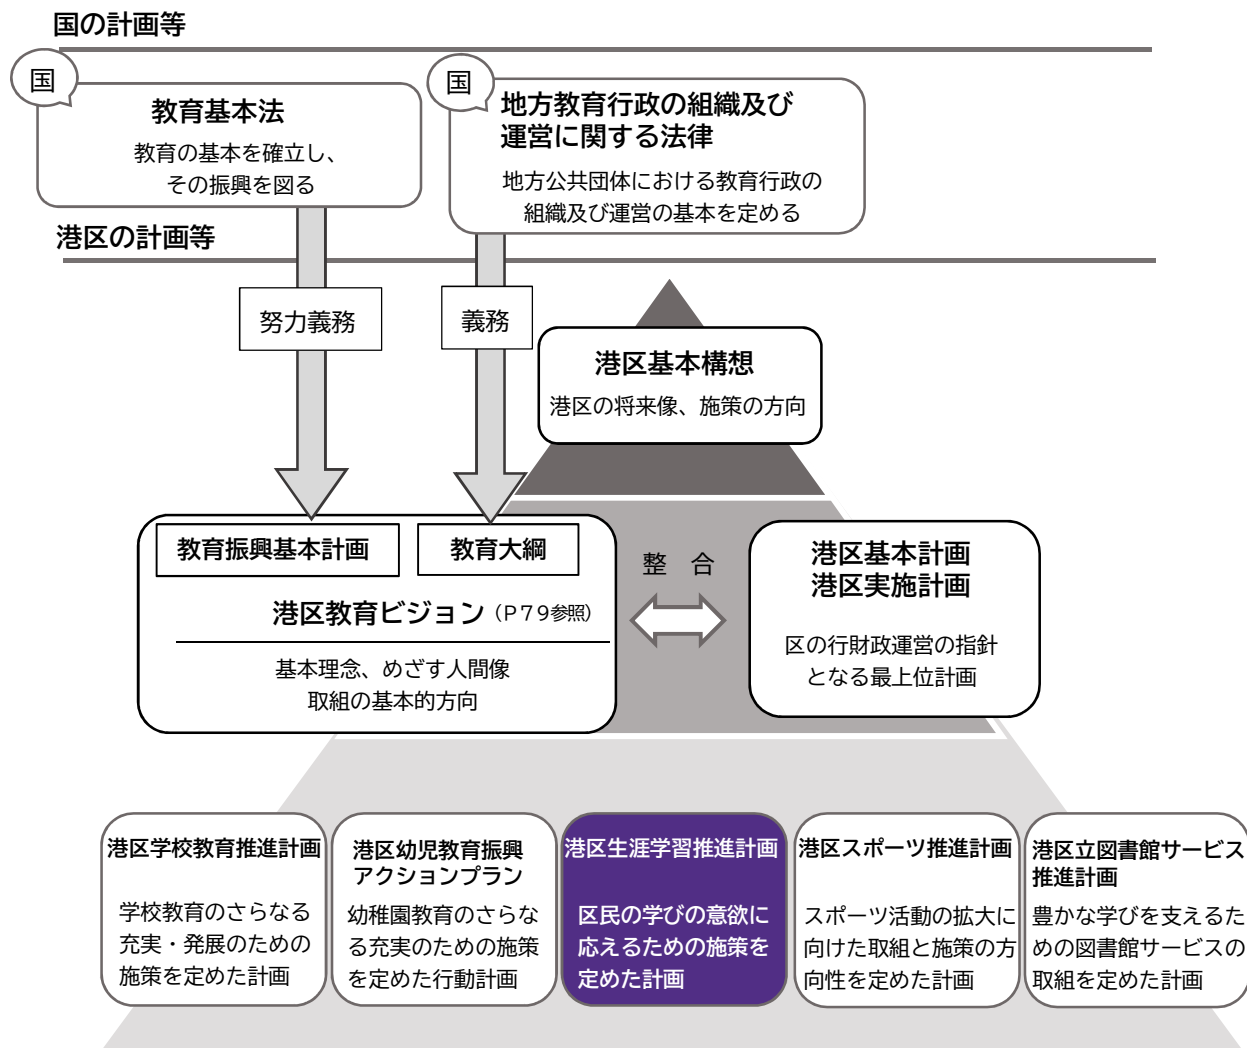 国の計画等
国
教育基本法
教育の基本を確立し、
その振興を図る
国
地方教育行政の組織及び
運営に関する法律
地方公共団体における教育行政の
組織及び運営の基本を定める
港区の計画等
努力義務
義務
港区基本構想
港区の将来像、施策の方向
教育振興基本計画
教育大綱
港区教育ビジョン（P79参照）
基本理念、めざす人間像
取組の基本的方向
整 合
港区基本計画
港区実施計画
区の行財政運営の指針
となる最上位計画
港区学校教育推進計画
学校教育のさらなる
充実・発展のための
施策を定めた計画
港区幼児教育振興
アクションプラン
幼稚園教育のさらな
る充実のための施策
を定めた行動計画
港区生涯学習推進計画
区民の学びの意欲に
応えるための施策を
定めた計画
港区スポーツ推進計画
スポーツ活動の拡大に
向けた取組と施策の方
向性を定めた計画
港区立図書館サービス
推進計画
豊かな学びを支えるた
めの図書館サービスの
取組を定めた計画